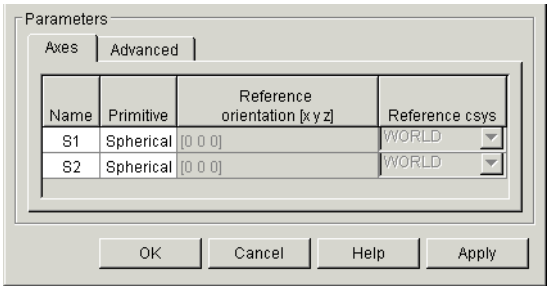 Parameters
Axes Advanced
Name Primitive Reference orientation [x y z] Reference csys
S1 Spherical [0 0 0] WORLD
S2 Spherical [0 0 0] WORLD
OK Cancel Help Apply